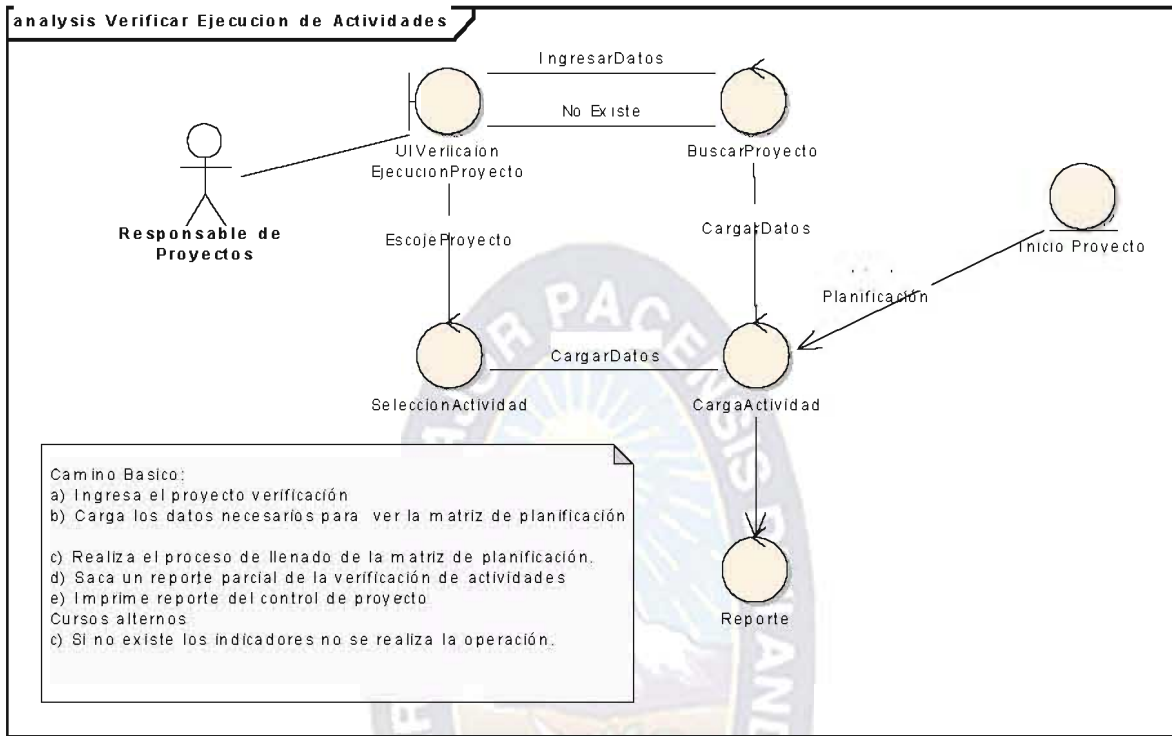 analysis Verificar Ejecucion de Actividades
IngresarDatos
No Existe
UIVeriicaion
EjecucionProyecto
BuscarProyecto
Responsable de
Proyectos
EscojeProyecto
CargarDatos
Inicio Proyecto
Planificación
CargarDatos
SeleccionActividad
CargaActividad
Reporte
Camino Basico:
a) Ingresa el proyecto verificación
b) Carga los datos necesarios para ver la matriz de planificación
c) Realiza el proceso de llenado de la matriz de planificación.
d) Saca un reporte parcial de la verificación de actividades
e) Imprime reporte del control de proyecto
Cursos alternos
c) Si no existe los indicadores no se realiza la operación.
PACENSIS